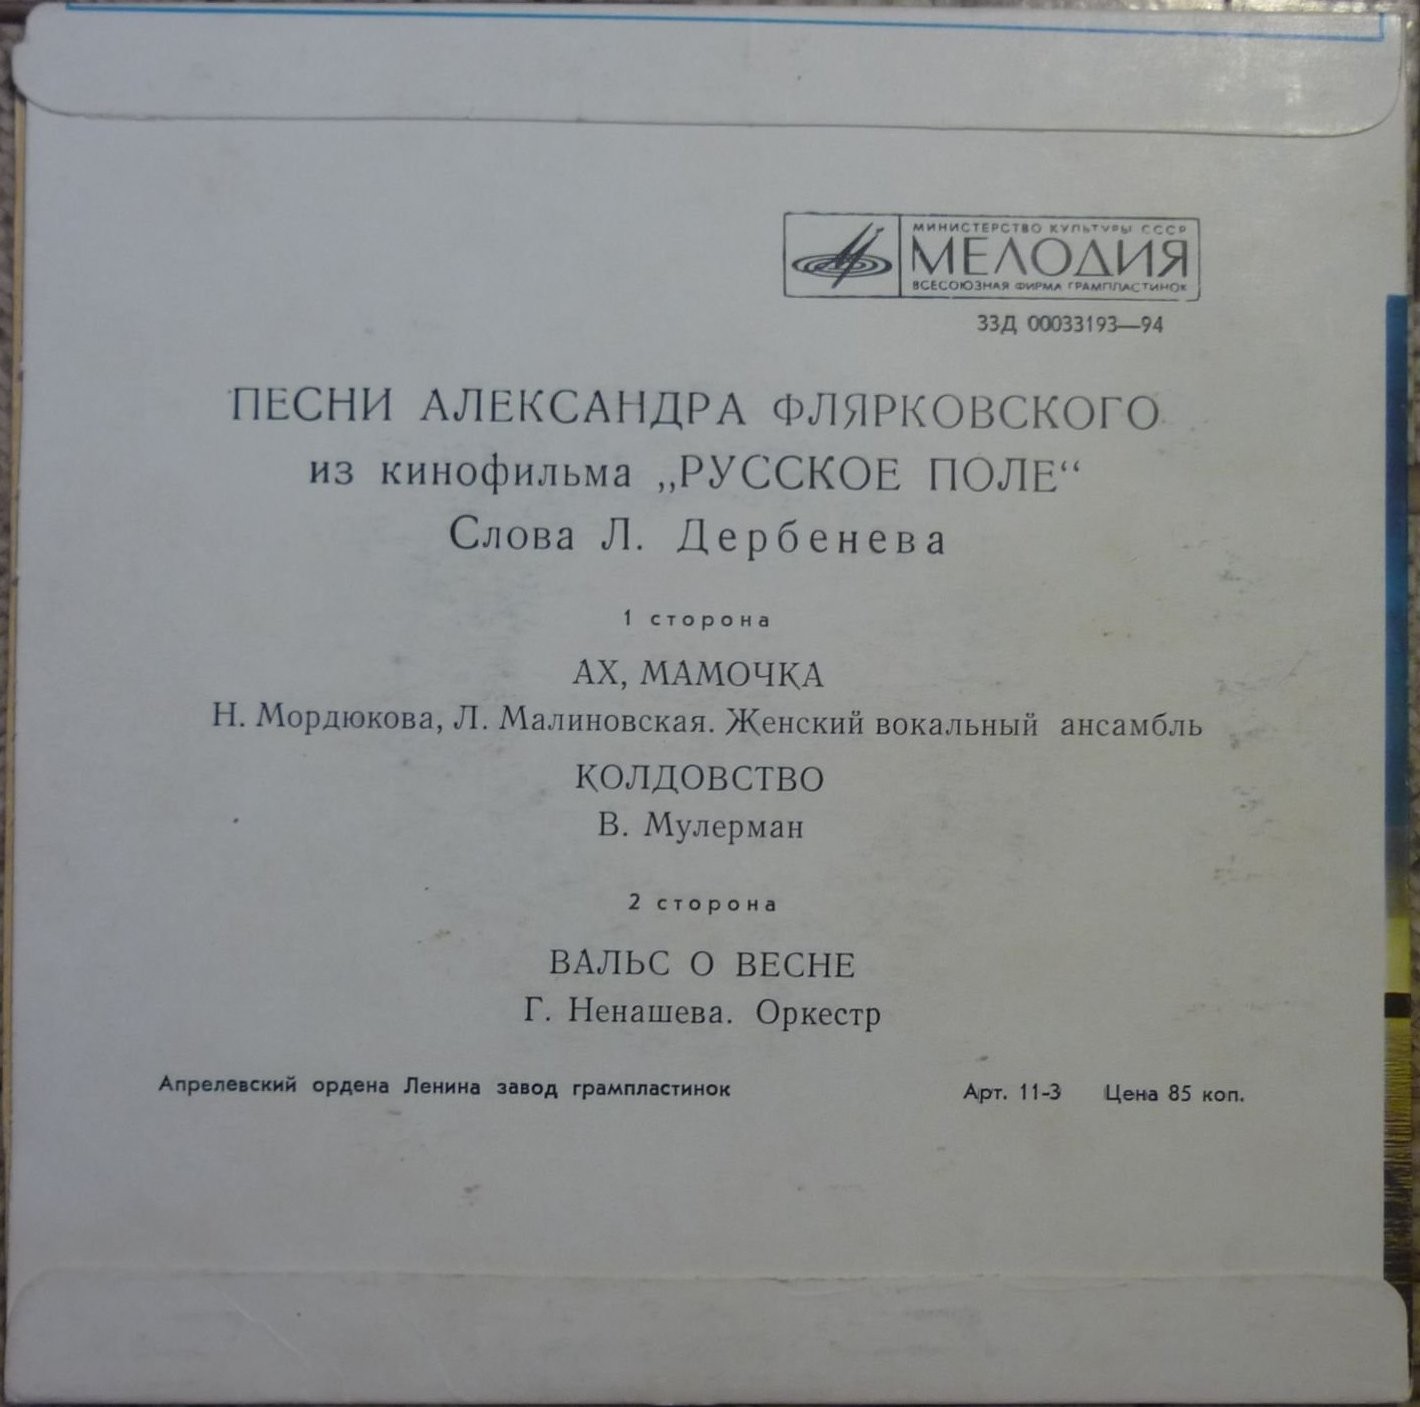 МИНИСТЕРСТВО КУЛЬТУРЫ СССР
МЕЛОДИЯ
ВСЕСОЮЗНАЯ ФИРМА ГРАМПЛАСТИНОК
33Д 00033193—94
ПЕСНИ АЛЕКСАНДРА ФЛЯРКОВСКОГО
из кинофильма „РУССКОЕ ПОЛЕ“
Слова Л. Дербенева
1 сторона
АХ, МАМОЧКА
Н. Мордюкова, Л. Малиновская. Женский вокальный ансамбль
КОЛДОВСТВО
В. Мулерман
2 сторона
ВАЛЬС О ВЕСНЕ
Г. Ненашева. Оркестр
Апрелевский ордена Ленина завод грампластинок Арт. 11-3 Цена 85 коп.